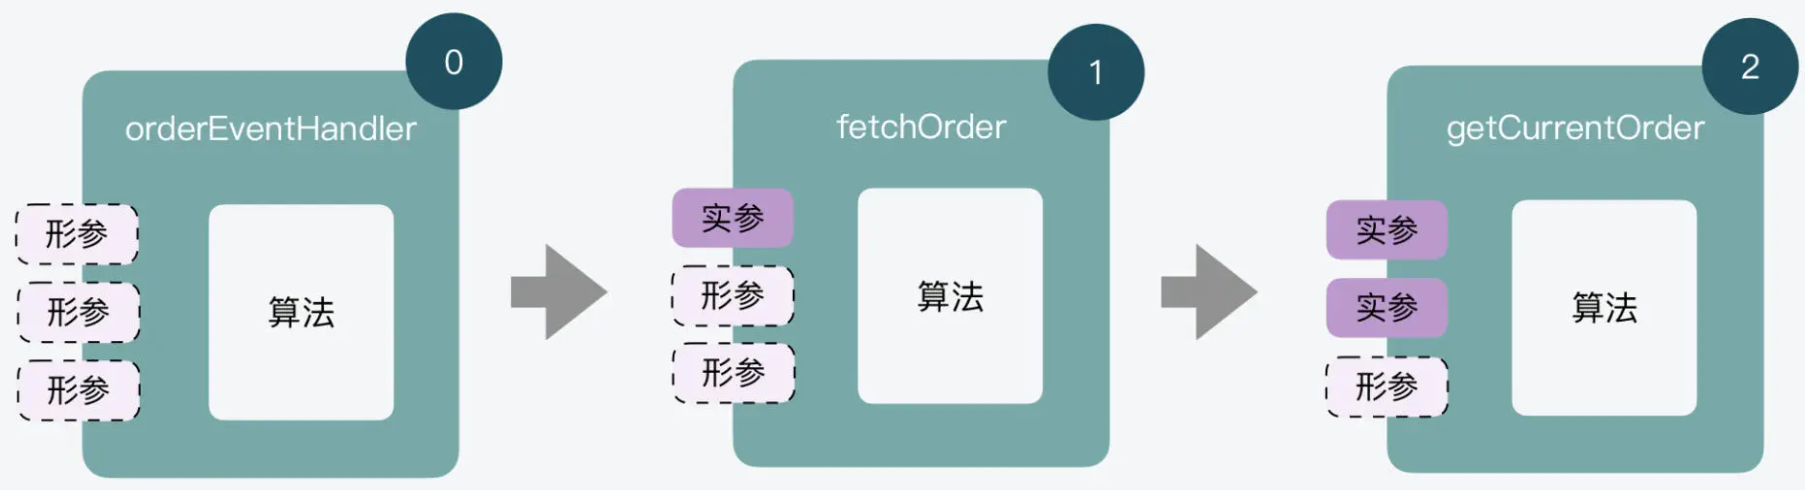 0
orderEventHandler
形参
形参
形参
算法
1
fetchOrder
实参
形参
形参
算法
2
getCurrentOrder
实参
实参
形参
算法